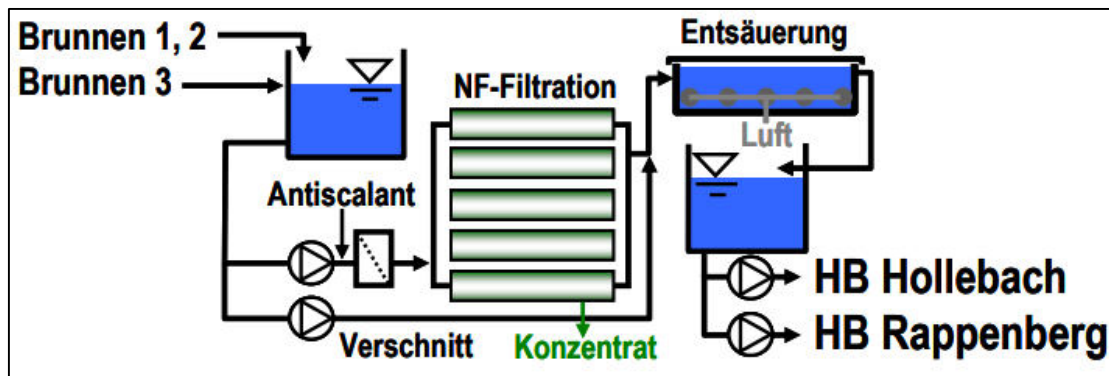 Brunnen 1, 2
Brunnen 3
NF-Filtration
Entsäuerung
Luft
Antiscalant
Verschnitt
Konzentrat
HB Hollebach
HB Rappenberg